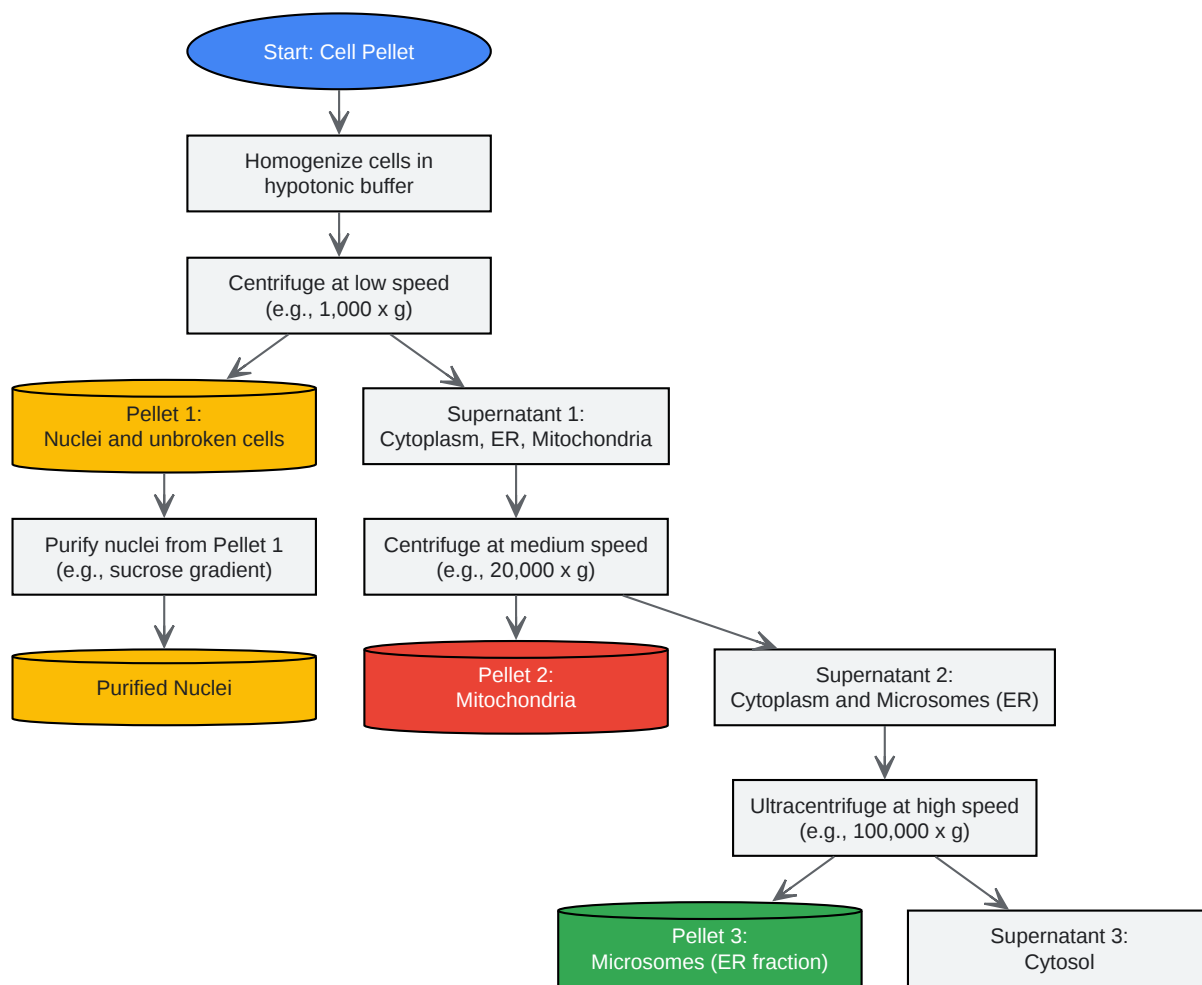 Start: Cell Pellet
Homogenize cells in
hypotonic buffer
Centrifuge at low speed
(e.g., 1,000 x g)
Pellet 1:
Nuclei and unbroken cells
Supernatant 1:
Cytoplasm, ER, Mitochondria
Purify nuclei from Pellet 1
(e.g., sucrose gradient)
Centrifuge at medium speed
(e.g., 20,000 x g)
Purified Nuclei
Pellet 2:
Mitochondria
Supernatant 2:
Cytoplasm and Microsomes (ER)
Ultracentrifuge at high speed
(e.g., 100,000 x g)
Pellet 3:
Microsomes (ER fraction)
Supernatant 3:
Cytosol